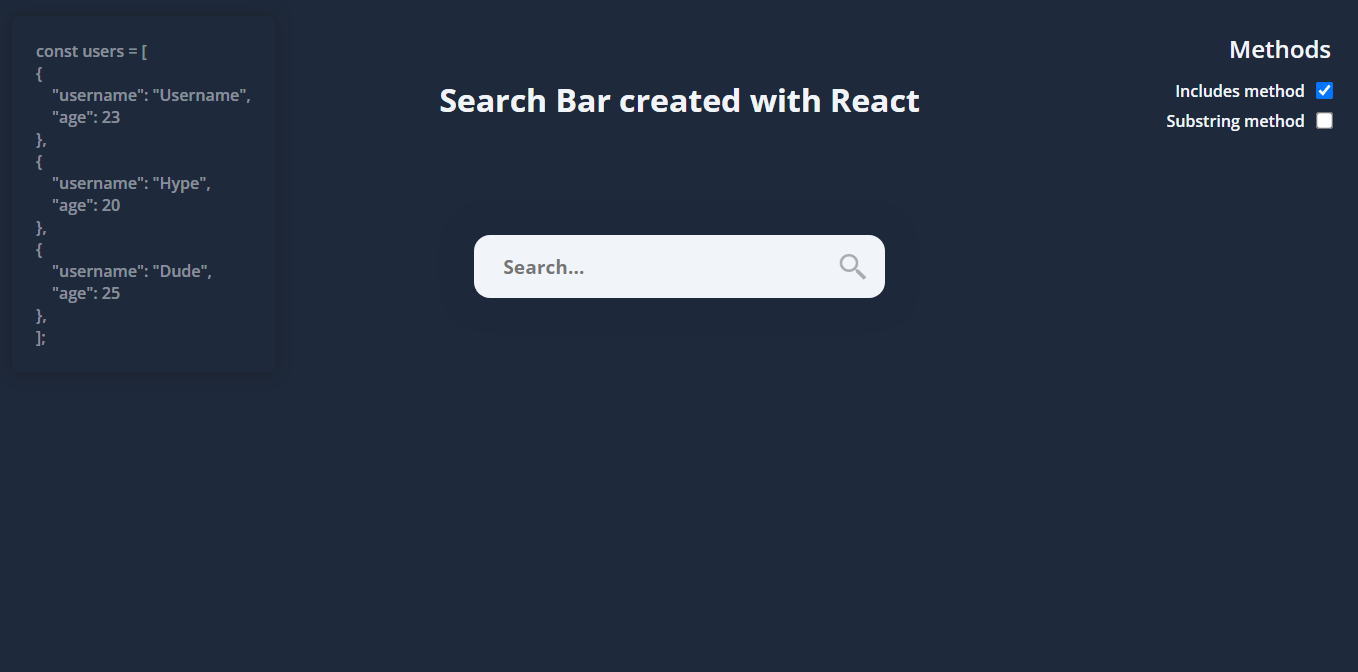 const users = [
{
"username": "Username",
"age": 23
},
{
"username": "Hype",
"age": 20
},
{
"username": "Dude",
"age": 25
},
];
Search Bar created with React
Search...
Methods
Includes method
Substring method